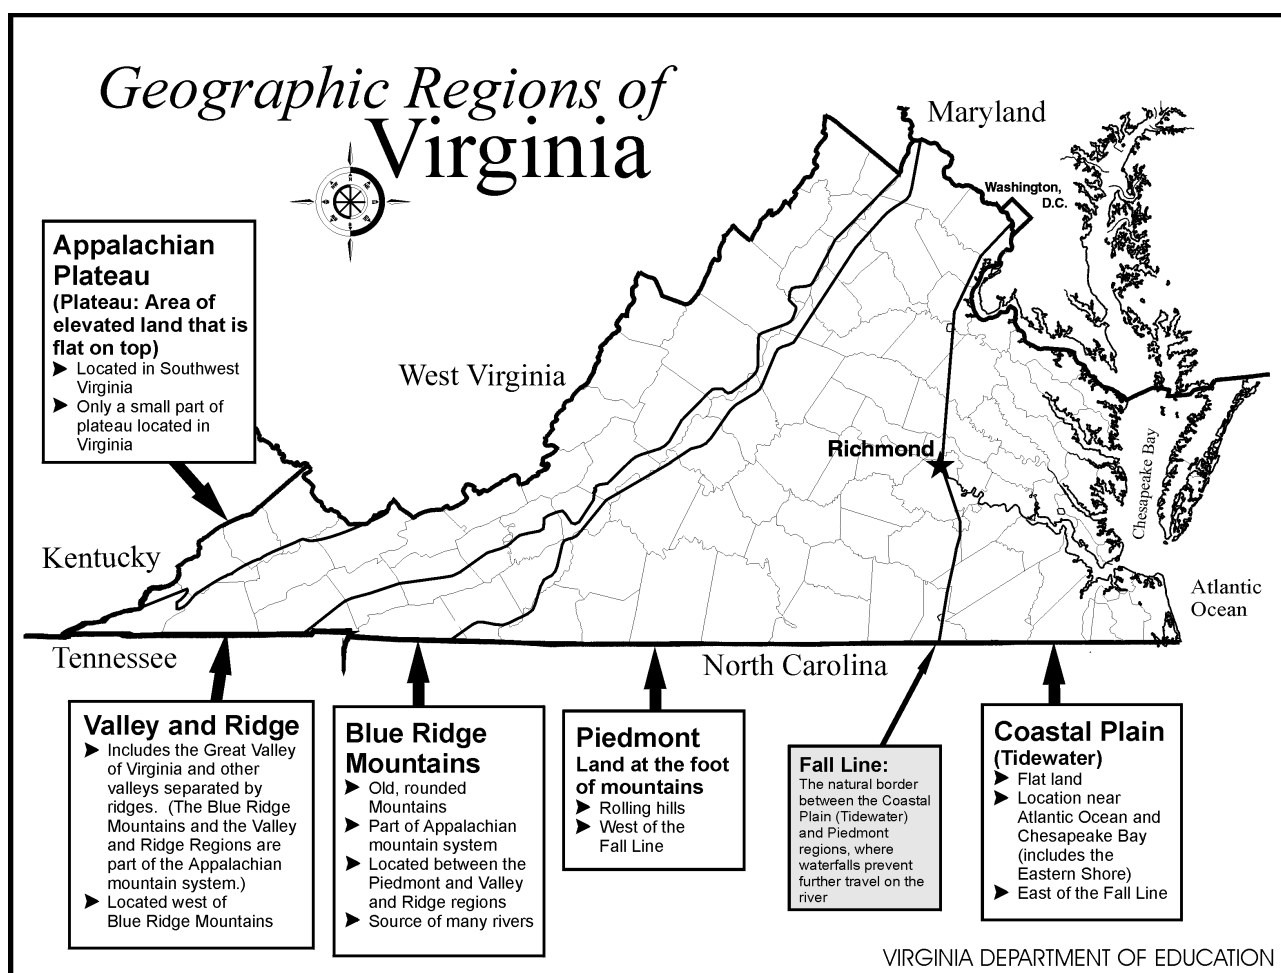 Geographic Regions of
Virginia
Maryland
Washington,
D.C.
Appalachian
Plateau
(Plateau: Area of
elevated land that is
flat on top)
➤ Located in Southwest
Virginia
➤ Only a small part of
plateau located in
Virginia
West Virginia
Richmond
Chesapeake Bay
Kentucky
Atlantic
Ocean
Tennessee
North Carolina
Valley and Ridge
➤ Includes the Great Valley
of Virginia and other
valleys separated by
ridges. (The Blue Ridge
Mountains and the Valley
and Ridge Regions are
part of the Appalachian
mountain system.)
➤ Located west of
Blue Ridge Mountains
Blue Ridge
Mountains
➤ Old, rounded
Mountains
➤ Part of Appalachian
mountain system
➤ Located between the
Piedmont and Valley
and Ridge regions
➤ Source of many rivers
Piedmont
Land at the foot
of mountains
➤ Rolling hills
➤ West of the
Fall Line
Fall Line:
The natural border
between the Coastal
Plain (Tidewater)
and Piedmont
regions, where
waterfalls prevent
further travel on the
river
Coastal Plain
(Tidewater)
➤ Flat land
➤ Location near
Atlantic Ocean and
Chesapeake Bay
(includes the
Eastern Shore)
➤ East of the Fall Line
VIRGINIA DEPARTMENT OF EDUCATION